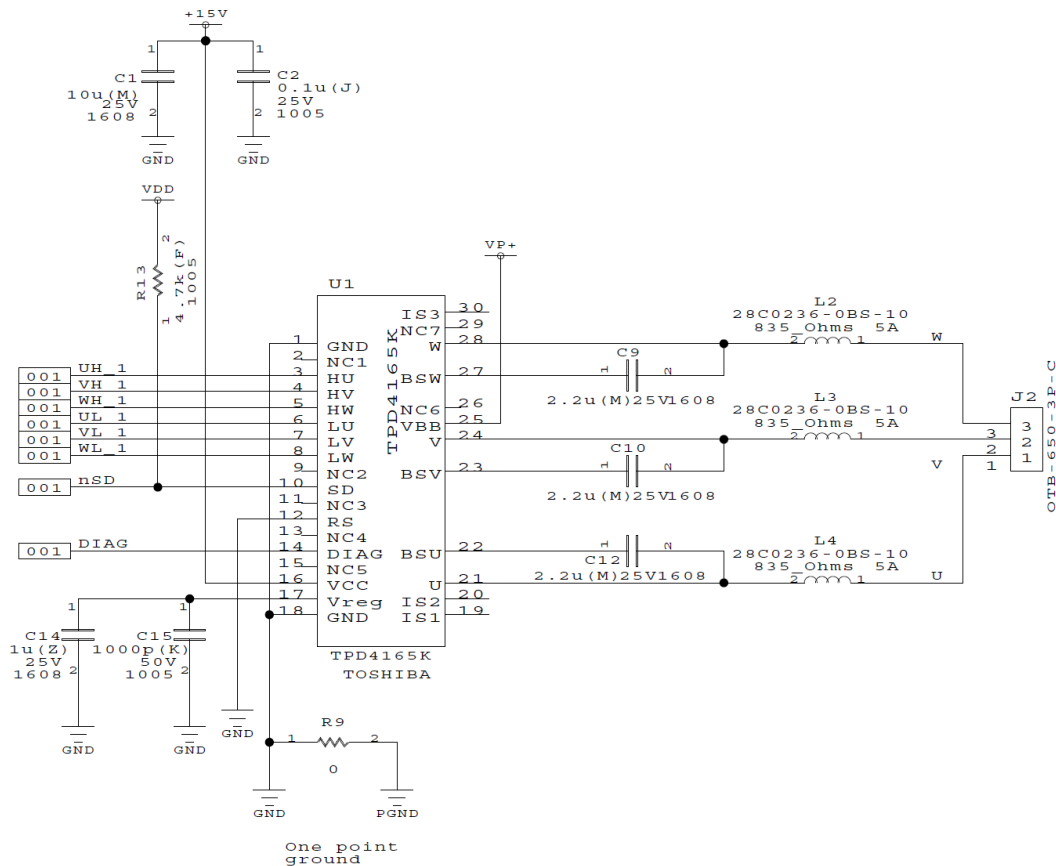 +15V
1
1
C1
10u(M)
25V
1608
2
C2
0.1u(J)
25V
1005
2
GND
GND
VDD
2
R13
4.7k(F)
1005
1
VP+
U1
TPD4165K
1 GND
2 NC1
3 HU
4 HV
5 HW
6 LU
7 LV
8 LW
9 NC2
10 SD
11 NC3
12 RS
13 NC4
14 DIAG
15 NC5
16 VCC
17 Vreg
18 GND
IS3 30
NC7 29
W 28
BSW 27
NC6 26
VBB 25
V 24
BSV 23
BSU 22
U 21
IS2 20
IS1 19
TPD4165K
TOSHIBA
001 UH_1
001 VH_1
001 WH_1
001 UL_1
001 VL_1
001 WL_1
001 nSD
001 DIAG
C9
1 2
2.2u(M)25V1608
C10
1 2
2.2u(M)25V1608
1 2
C12
2.2u(M)25V1608
L2
28C0236-0BS-10
835_Ohms 5A
2 1
W
L3
28C0236-0BS-10
835_Ohms 5A
2 1
V
L4
28C0236-0BS-10
835_Ohms 5A
2 1
U
J2
3
2
1
3
2
1
OTB-650-3P-C
1
C14
1u(Z)
25V
1608
2
GND
1
C15
1000p(K)
50V
1005
2
GND
GND
R9
1 2
0
GND
PGND
One point
ground